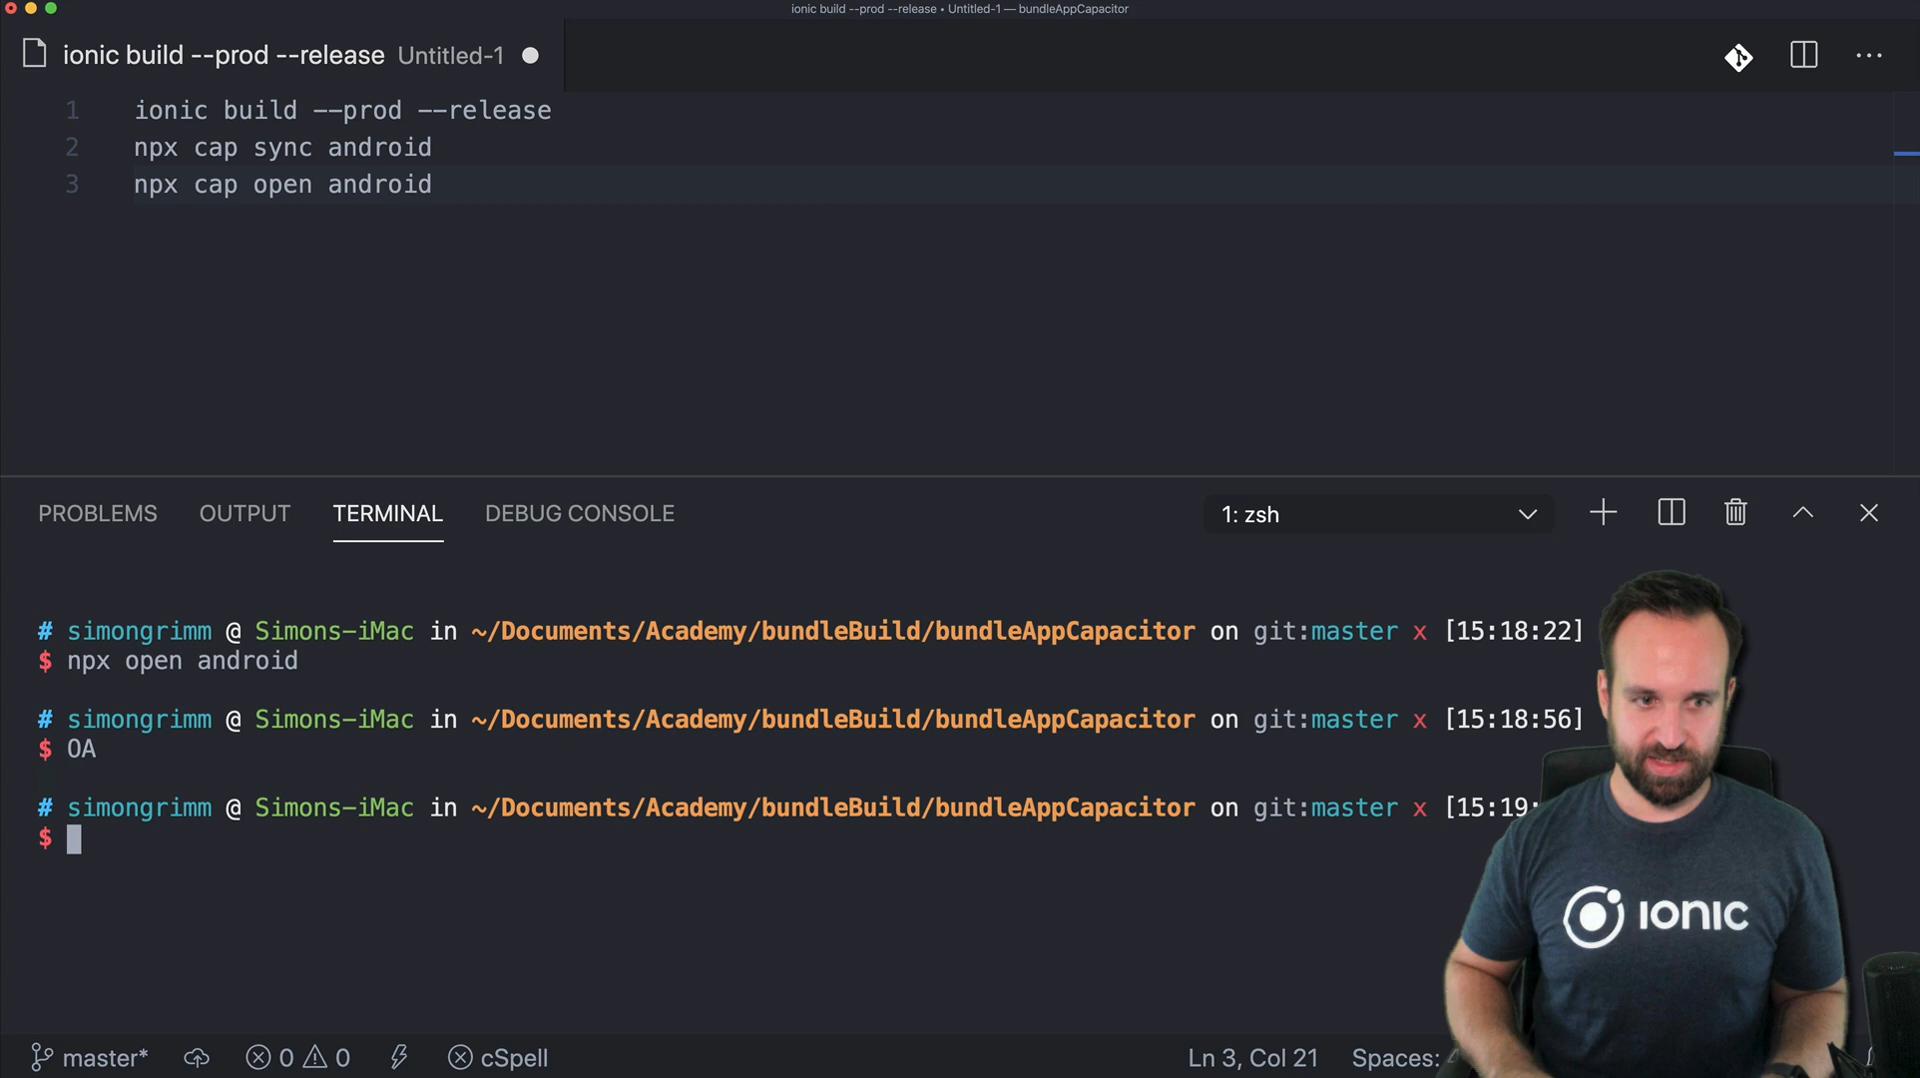 ionic build --prod --release • Untitled-1 — bundleAppCapacitor
ionic build --prod --release Untitled-1
1 ionic build --prod --release
2 npx cap sync android
3 npx cap open android
PROBLEMS OUTPUT TERMINAL DEBUG CONSOLE 1: zsh
# simongrimm @ Simons-iMac in ~/Documents/Academy/bundleBuild/bundleAppCapacitor on git:master x [15:18:22]
$ npx open android
# simongrimm @ Simons-iMac in ~/Documents/Academy/bundleBuild/bundleAppCapacitor on git:master x [15:18:56]
$ OA
# simongrimm @ Simons-iMac in ~/Documents/Academy/bundleBuild/bundleAppCapacitor on git:master x [15:19:
$
IONIC
master* 0 0 cSpell Ln 3, Col 21 Spaces: